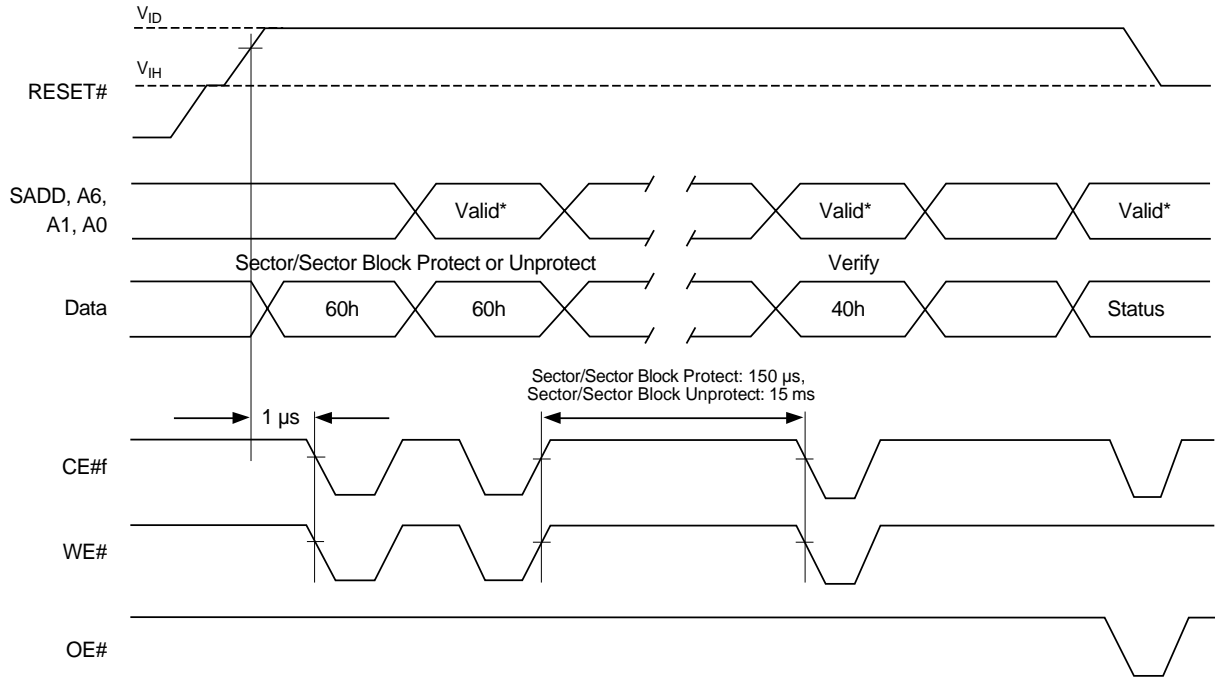 VID
VIH
RESET#
SADD, A6,
A1, A0
Valid*
Valid*
Valid*
Sector/Sector Block Protect or Unprotect
Verify
Data
60h
60h
40h
Status
Sector/Sector Block Protect: 150 µs,
Sector/Sector Block Unprotect: 15 ms
1 µs
CE#f
WE#
OE#